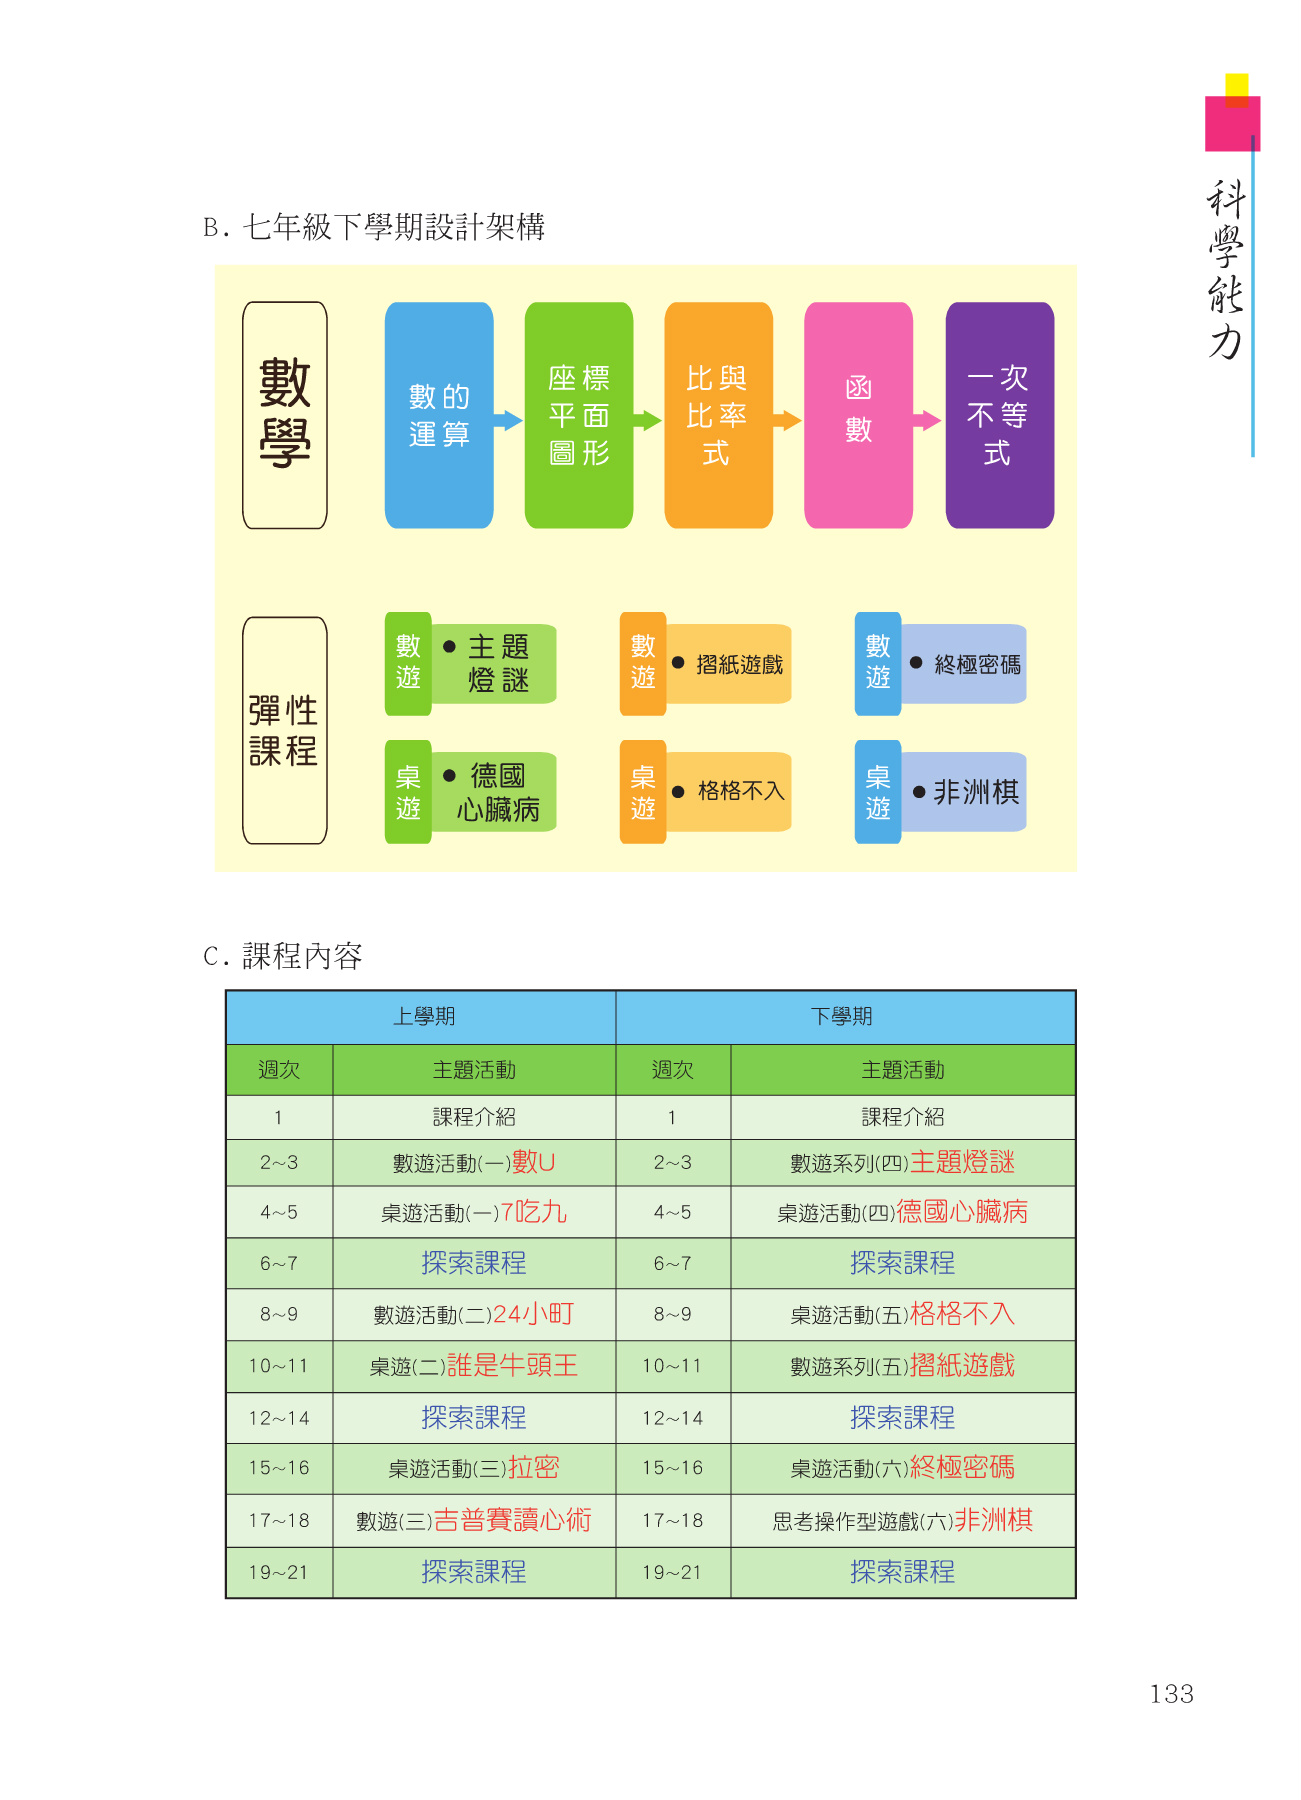 科學能力
B. 七年級下學期設計架構
數學
數的
運算
座標
平面
圖形
比與
比率
式
函
數
一次
不等
式
彈性
課程
數遊
• 主題
燈謎
數遊
• 摺紙遊戲
數遊
• 終極密碼
桌遊
• 德國
心臟病
桌遊
• 格格不入
桌遊
• 非洲棋
C. 課程內容
上學期 下學期
週次 主題活動 週次 主題活動
1 課程介紹 1 課程介紹
2~3 數遊活動(一)數U 2~3 數遊系列(四)主題燈謎
4~5 桌遊活動(一)7吃九 4~5 桌遊活動(四)德國心臟病
6~7 探索課程 6~7 探索課程
8~9 數遊活動(二)24小町 8~9 桌遊活動(五)格格不入
10~11 桌遊(二)誰是牛頭王 10~11 數遊系列(五)摺紙遊戲
12~14 探索課程 12~14 探索課程
15~16 桌遊活動(三)拉密 15~16 桌遊活動(六)終極密碼
17~18 數遊(三)吉普賽讀心術 17~18 思考操作型遊戲(六)非洲棋
19~21 探索課程 19~21 探索課程
133